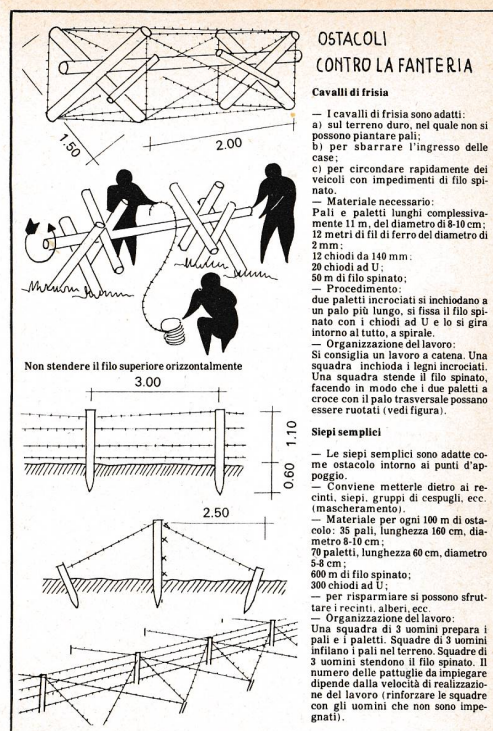 OSTACOLI
CONTRO LA FANTERIA
Cavalli di frisia
— I cavalli di frisia sono adatti:
a) sul terreno duro, nel quale non si
possono piantare pali;
b) per sbarrare l'ingresso delle
case;
c) per circondare rapidamente dei
veicoli con impedimenti di filo spi-
nato.
— Materiale necessario:
Pali e paletti lunghi complessiva-
mente 11 m, del diametro di 8-10 cm;
12 metri di fil di ferro del diametro di
2 mm;
12 chiodi da 140 mm;
20 chiodi ad U;
50 m di filo spinato;
— Procedimento:
due paletti incrociati si inchiodano a
un palo più lungo, si fissa il filo spi-
nato con i chiodi ad U e lo si gira
intorno al tutto, a spirale.
— Organizzazione del lavoro:
Si consiglia un lavoro a catena. Una
squadra inchioda i legni incrociati.
Una squadra stende il filo spinato,
facendo in modo che i due paletti a
croce con il palo trasversale possano
essere ruotati (vedi figura).
Siepi semplici
— Le siepi semplici sono adatte co-
me ostacolo intorno ai punti d'ap-
poggio.
— Conviene metterle dietro ai re-
cinti, siepi, gruppi di cespugli, ecc.
(mascheramento).
— Materiale per ogni 100 m di osta-
colo: 35 pali, lunghezza 160 cm, dia-
metro 8-10 cm;
70 paletti, lunghezza 60 cm, diametro
5-8 cm;
600 m di filo spinato;
300 chiodi ad U;
— per risparmiare si possono sfrut-
tare i recinti, alberi, ecc.
— Organizzazione del lavoro:
Una squadra di 3 uomini prepara i
pali e i paletti. Squadre di 3 uomini
infilano i pali nel terreno. Squadre di
3 uomini stendono il filo spinato. Il
numero delle pattuglie da impiegare
dipende dalla velocità di realizzazio-
ne del lavoro (rinforzare le squadre
con gli uomini che non sono impe-
gnati).
1.50
2.00
Non stendere il filo superiore orizzontalmente
3.00
1.10
0.60
2.50